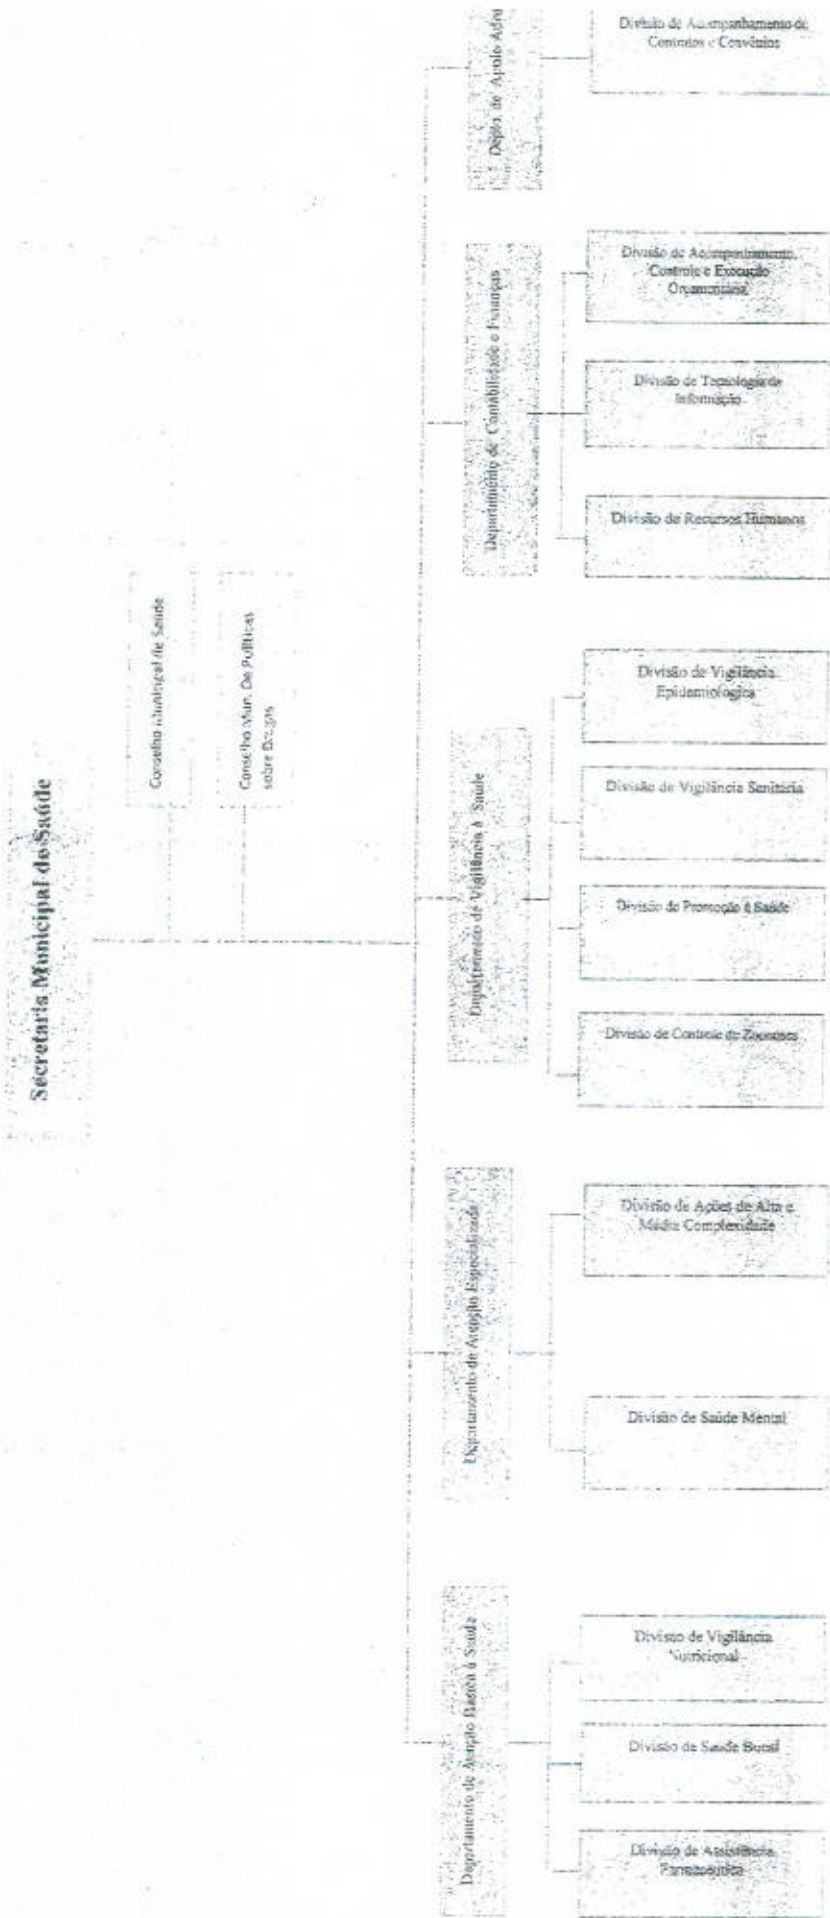 Secretaria Municipal de Saúde
Conselho Municipal de Saúde
Conselho Mun. De Políticas
sobre Drogas
Depto. de Apoio Adm
Divisão de Acompanhamento de
Contratos e Convênios
Departamento de Contabilidade e Finanças
Divisão de Acompanhamento,
Controle e Execução
Orçamentária
Divisão de Tecnologia da
Informação
Divisão de Recursos Humanos
Departamento de Vigilância à Saúde
Divisão de Vigilância
Epidemiologica
Divisão de Vigilância Sanitária
Divisão de Promoção à Saúde
Divisão de Controle de Zoonoses
Departamento de Atenção Especializada
Divisão de Ações de Alta e
Média Complexidade
Divisão de Saúde Mental
Departamento de Atenção Básica à Saúde
Divisão de Vigilância
Nutricional
Divisão de Saúde Bucal
Divisão de Assistência
Farmacêutica